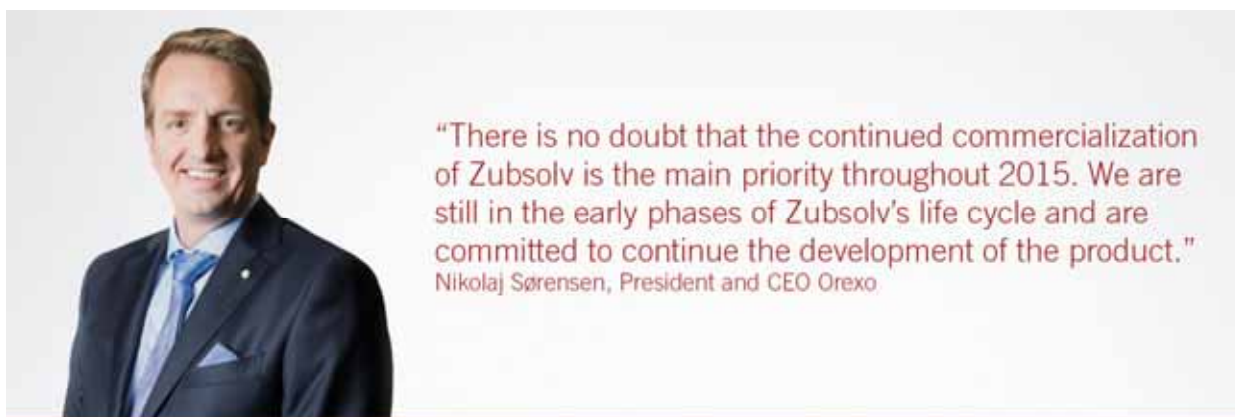 “There is no doubt that the continued commercialization
of Zubsolv is the main priority throughout 2015. We are
still in the early phases of Zubsolv’s life cycle and are
committed to continue the development of the product.”
Nikolaj Sørensen, President and CEO Orexo